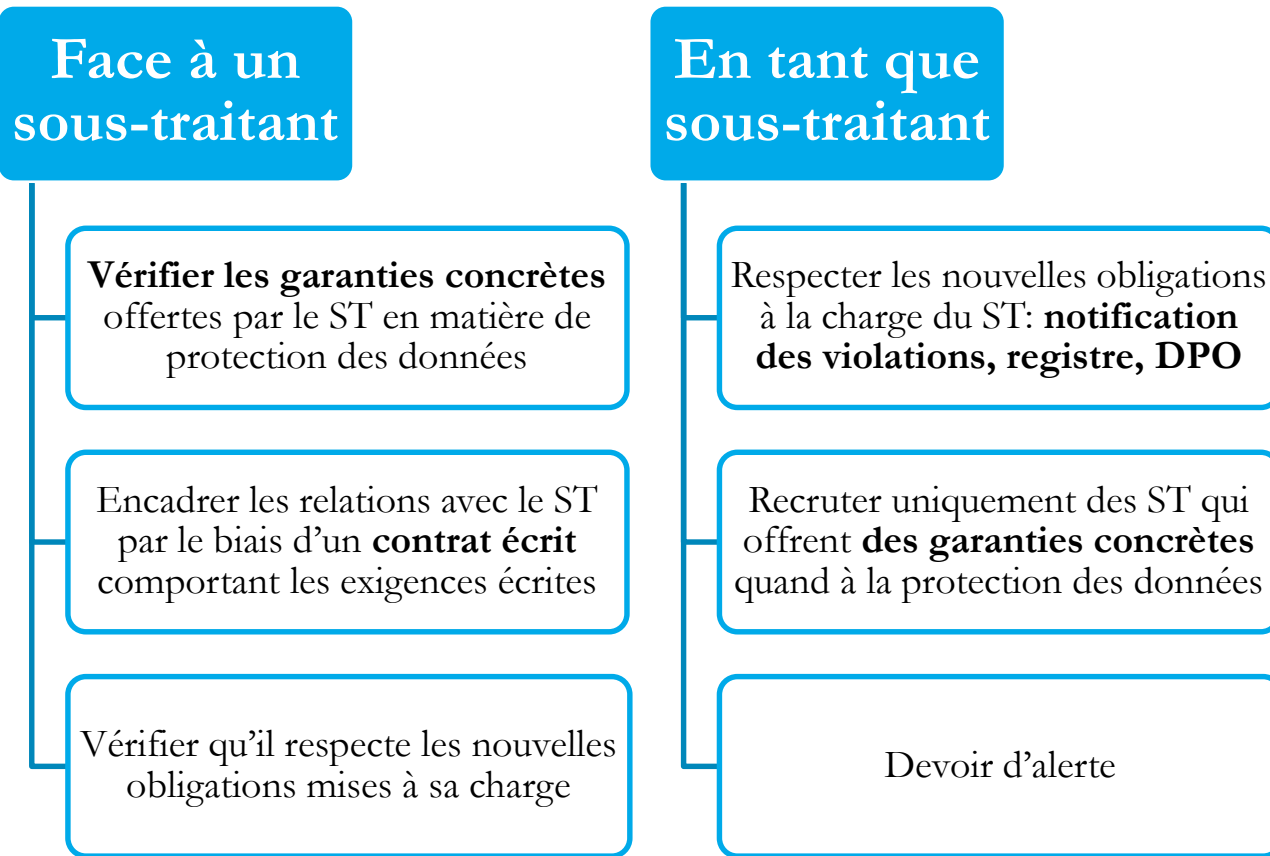 Face à un
sous-traitant
Vérifier les garanties concrètes
offertes par le ST en matière de
protection des données
Encadrer les relations avec le ST
par le biais d’un contrat écrit
comportant les exigences écrites
Vérifier qu’il respecte les nouvelles
obligations mises à sa charge
En tant que
sous-traitant
Respecter les nouvelles obligations
à la charge du ST: notification
des violations, registre, DPO
Recruter uniquement des ST qui
offrent des garanties concrètes
quand à la protection des données
Devoir d’alerte